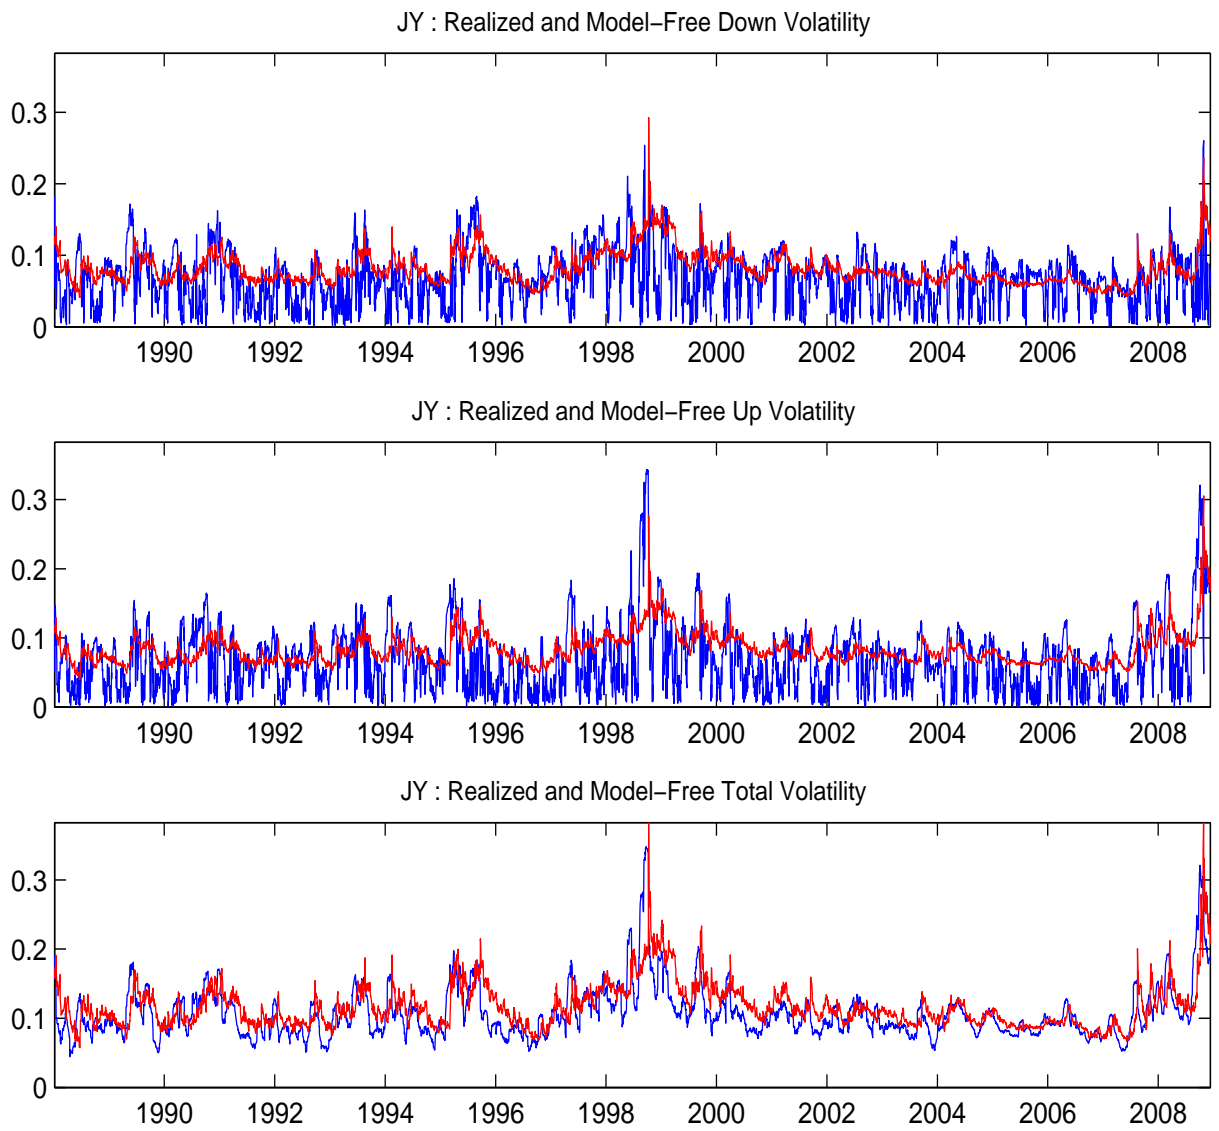 JY : Realized and Model−Free Down Volatility
0.3
0.2
0.1
0
1990 1992 1994 1996 1998 2000 2002 2004 2006 2008
JY : Realized and Model−Free Up Volatility
0.3
0.2
0.1
0
1990 1992 1994 1996 1998 2000 2002 2004 2006 2008
JY : Realized and Model−Free Total Volatility
0.3
0.2
0.1
0
1990 1992 1994 1996 1998 2000 2002 2004 2006 2008